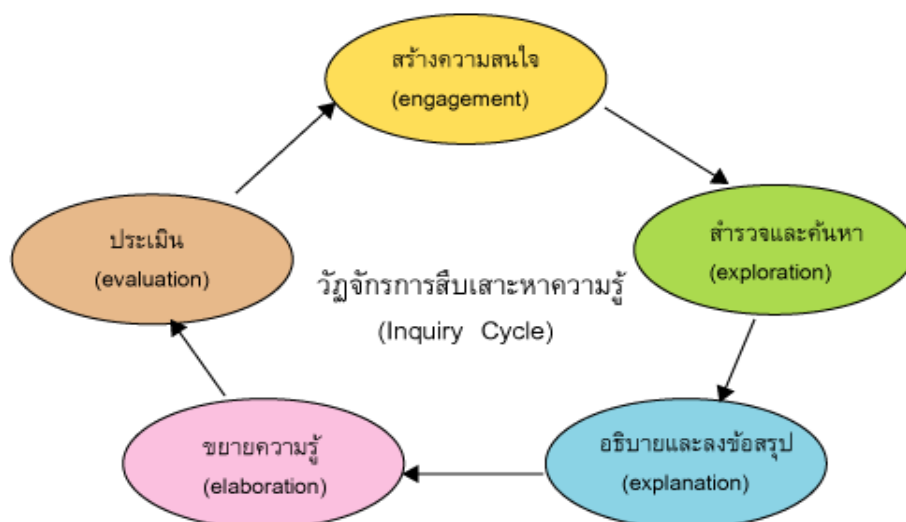 สร้างความสนใจ
(engagement)
สำรวจและค้นหา
(exploration)
อธิบายและลงข้อสรุป
(explanation)
ขยายความรู้
(elaboration)
ประเมิน
(evaluation)
วัฏจักรการสืบเสาะหาความรู้
(Inquiry Cycle)